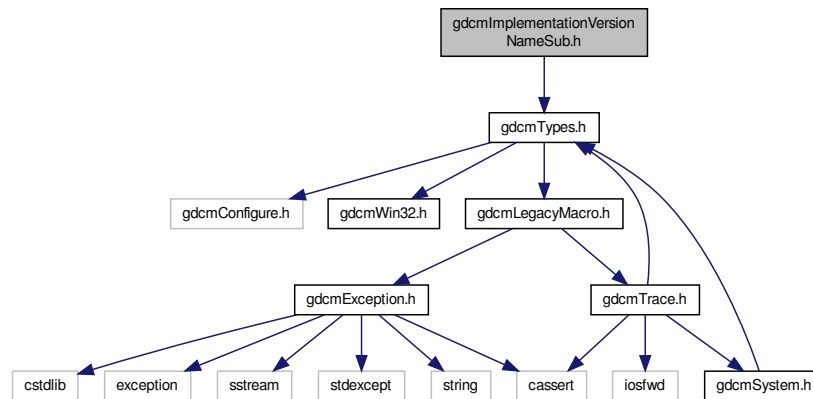 gdcmImplementationVersion
NameSub.h
gdcmTypes.h
gdcmConfigure.h
gdcmWin32.h
gdcmLegacyMacro.h
gdcmException.h
gdcmTrace.h
cstdlib
exception
sstream
stdexcept
string
cassert
iosfwd
gdcmSystem.h